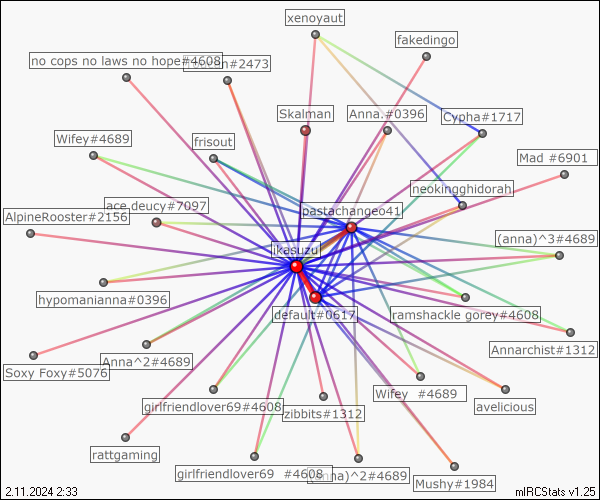 xenoyaut
fakedingo
no cops no laws no hope#4608
#2473
Skalman
Anna.#0396
Cypha#1717
Wifey#4689
frisout
Mad #6901
neokingghidorah
ace.deucy#7097
pastachangeo41
AlpineRooster#2156
ikasuzu
(anna)^3#4689
hypomanianna#0396
default#0617
ramshackle gorey#4608
Annarchist#1312
Anna^2#4689
Soxy Foxy#5076
Wifey #4689
girlfriendlover69#4608
zibbits#1312
avelicious
rattgaming
girlfriendlover69 #4608
(anna)^2#4689
Mushy#1984
2.11.2024 2:33
mIRCStats v1.25